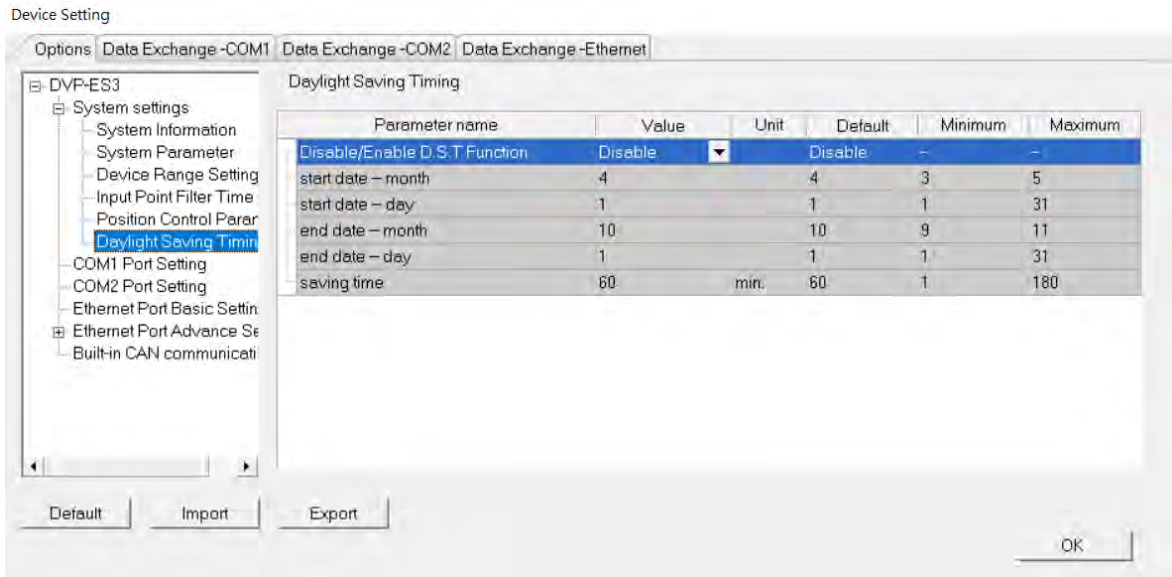 Device Setting
Options Data Exchange -COM1 Data Exchange -COM2 Data Exchange -Ethernet
DVP-ES3
System settings
System Information
System Parameter
Device Range Setting
Input Point Filter Time
Position Control Parar
Daylight Saving Timin
COM1 Port Setting
COM2 Port Setting
Ethernet Port Basic Settin
Ethernet Port Advance Se
Built-in CAN communicati
Daylight Saving Timing
Parameter name Value Unit Default Minimum Maximum
Disable/Enable D.S.T Function Disable Disable – –
start date – month 4 4 3 5
start date – day 1 1 1 31
end date – month 10 10 9 11
end date – day 1 1 1 31
saving time 60 min. 60 1 180
Default Import Export
OK